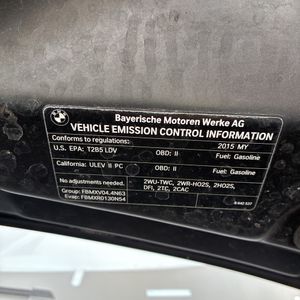 BMW
Bayerische Motoren Werke AG
VEHICLE EMISSION CONTROL INFORMATION
Conforms to regulations: 2015 MY
U.S. EPA: T2B5 LDV OBD: II Fuel: Gasoline
California: ULEV II PC OBD: II Fuel: Gasoline
No adjustments needed. 2WU-TWC, 2WR-HO2S, 2HO2S,
Group: FBMXV04.4N63 DFI, 2TC, 2CAC
Evap: FBMXR0130N54